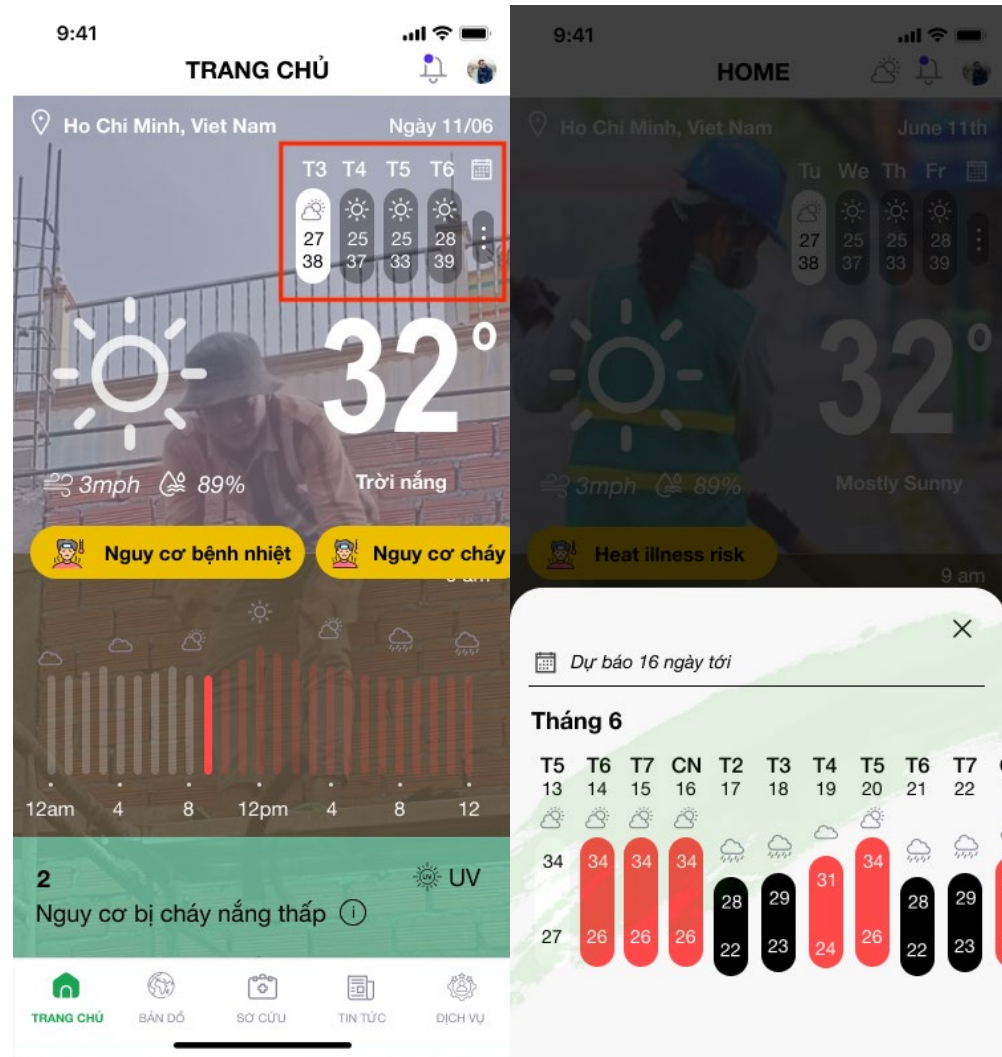 9:41
TRANG CHỦ
Ho Chi Minh, Viet Nam
Ngày 11/06
T3 T4 T5 T6
27 25 25 28
38 37 33 39
32°
3mph 89%
Trời nắng
Nguy cơ bệnh nhiệt
Nguy cơ cháy
9 am
12am 4 8 12pm 4 8 12
2
UV
Nguy cơ bị cháy nắng thấp
TRANG CHỦ BẢN DỒ SƠ CỨU TIN TỨC DỊCH VỤ
9:41
HOME
Ho Chi Minh, Viet Nam
June 11th
Tu We Th Fr
27 25 25 28
38 37 33 39
32°
3mph 89%
Mostly Sunny
Heat illness risk
9 am
Dự báo 16 ngày tới
Tháng 6
T5 T6 T7 CN T2 T3 T4 T5 T6 T7
13 14 15 16 17 18 19 20 21 22
34 34 34 34 28 29 31 34 28 29
27 26 26 26 22 23 24 26 22 23